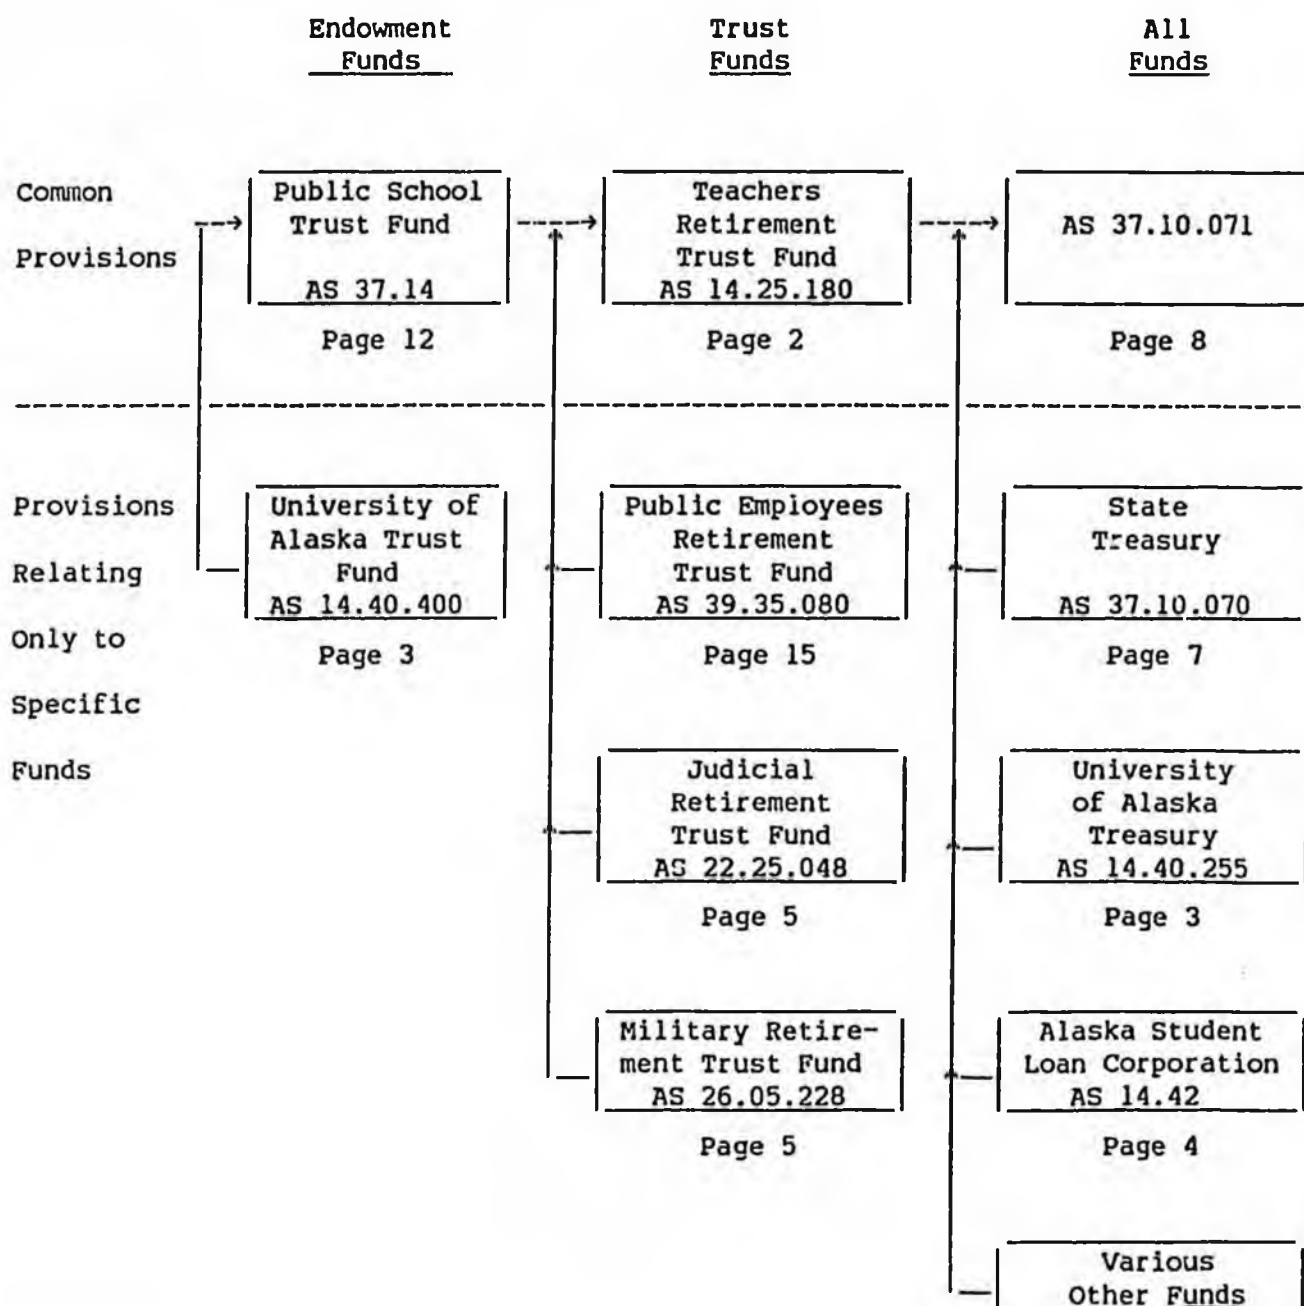 Endowment
Funds
Trust
Funds
All
Funds
Common
Provisions
Public School
Trust Fund
AS 37.14
Page 12
Teachers
Retirement
Trust Fund
AS 14.25.180
Page 2
AS 37.10.071
Page 8
Provisions
Relating
Only to
Specific
Funds
University of
Alaska Trust
Fund
AS 14.40.400
Page 3
Public Employees
Retirement
Trust Fund
AS 39.35.080
Page 15
State
Treasury
AS 37.10.070
Page 7
Judicial
Retirement
Trust Fund
AS 22.25.048
Page 5
University
of Alaska
Treasury
AS 14.40.255
Page 3
Military Retire-
ment Trust Fund
AS 26.05.228
Page 5
Alaska Student
Loan Corporation
AS 14.42
Page 4
Various
Other Funds